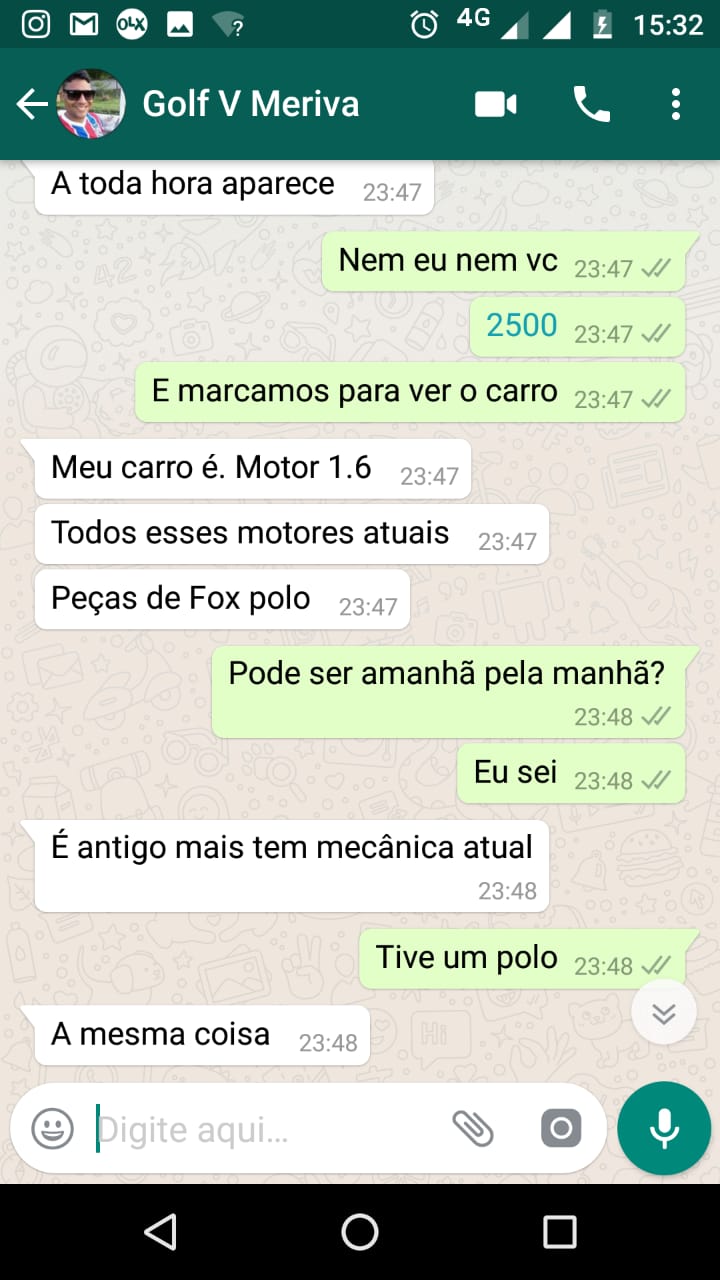 OLX
?
4G
15:32
Golf V Meriva
A toda hora aparece 23:47
Nem eu nem vc 23:47
2500 23:47
E marcamos para ver o carro 23:47
Meu carro é. Motor 1.6 23:47
Todos esses motores atuais 23:47
Peças de Fox polo 23:47
Pode ser amanhã pela manhã?
23:48
Eu sei 23:48
É antigo mais tem mecânica atual
23:48
Tive um polo 23:48
A mesma coisa 23:48
Digite aqui...